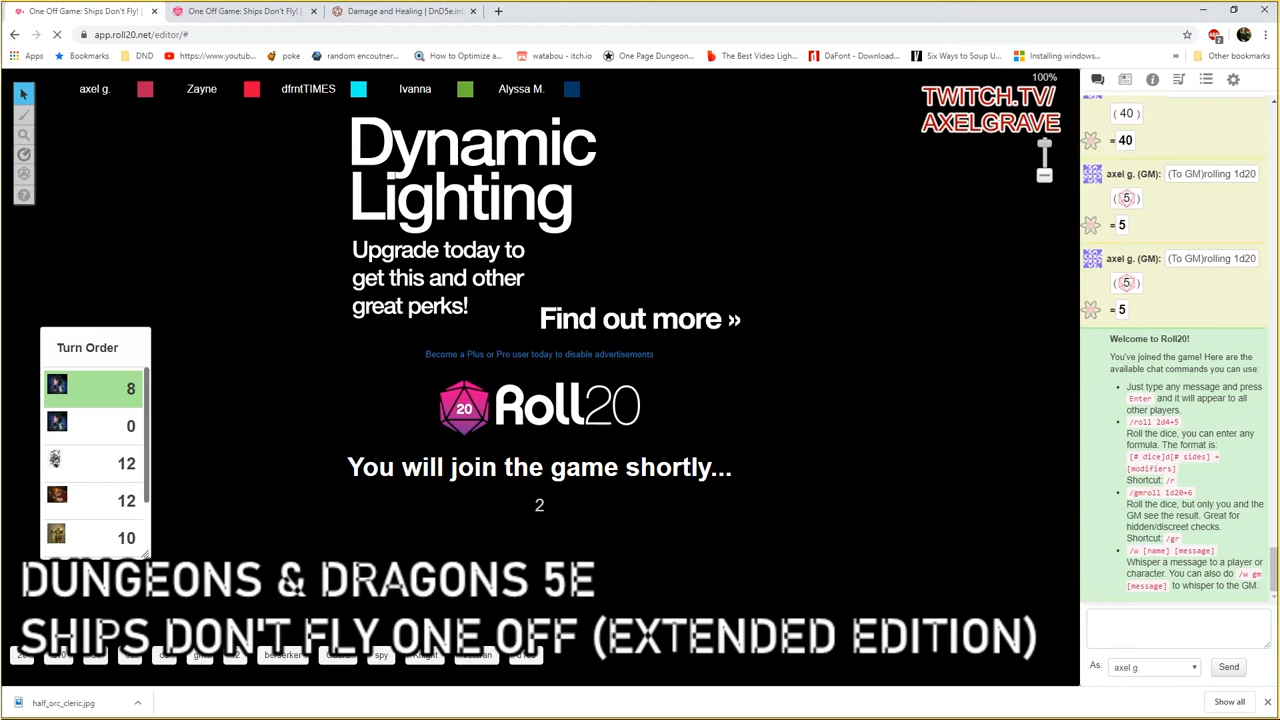 One Off Game: Ships Don't Fly! |
One Off Game: Ships Don't Fly! |
Damage and Healing | DnD5e.inf
app.roll20.net/editor/#
Apps
Bookmarks
DND
https://www.youtub...
poke
random encoutner...
How to Optimize a...
watabou - itch.io
One Page Dungeon...
The Best Video Ligh...
DaFont - Download...
Six Ways to Soup U...
Installing windows...
»
Other bookmarks
axel g.
Zayne
dfrntTIMES
Ivanna
Alyssa M.
100%
TWITCH.TV/
AXELGRAVE
Dynamic
Lighting
Upgrade today to
get this and other
great perks!
Find out more »
Become a Plus or Pro user today to disable advertisements
20
Roll20
You will join the game shortly...
2
Turn Order
8
0
12
12
10
DUNGEONS & DRAGONS 5E
SHIPS DON'T FLY ONE OFF (EXTENDED EDITION)
berserker
spy
Knight
( 40 )
= 40
axel g. (GM): (To GM)rolling 1d20
( 5 )
= 5
axel g. (GM): (To GM)rolling 1d20
( 5 )
= 5
Welcome to Roll20!
You've joined the game! Here are the
available chat commands you can use:
• Just type any message and press
Enter and it will appear to all
other players.
• /roll 2d4+5
Roll the dice, you can enter any
formula. The format is:
[# dice]d[# sides] +
[modifiers]
Shortcut: /r
• /gmroll 1d20+6
Roll the dice, but only you and the
GM see the result. Great for
hidden/discreet checks.
Shortcut: /gr
• /w [name] [message]
Whisper a message to a player or
character. You can also do /w gm
[message] to whisper to the GM.
As:
axel g.
Send
half_orc_cleric.jpg
Show all